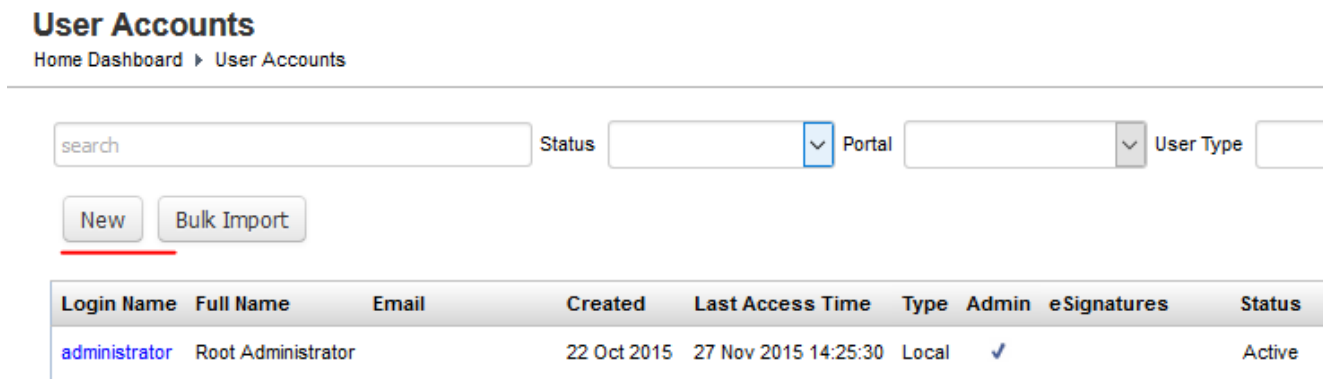 User Accounts
Home Dashboard ▸ User Accounts
search Status Portal User Type
New Bulk Import
Login Name Full Name Email Created Last Access Time Type Admin eSignatures Status
administrator Root Administrator 22 Oct 2015 27 Nov 2015 14:25:30 Local ✓ Active